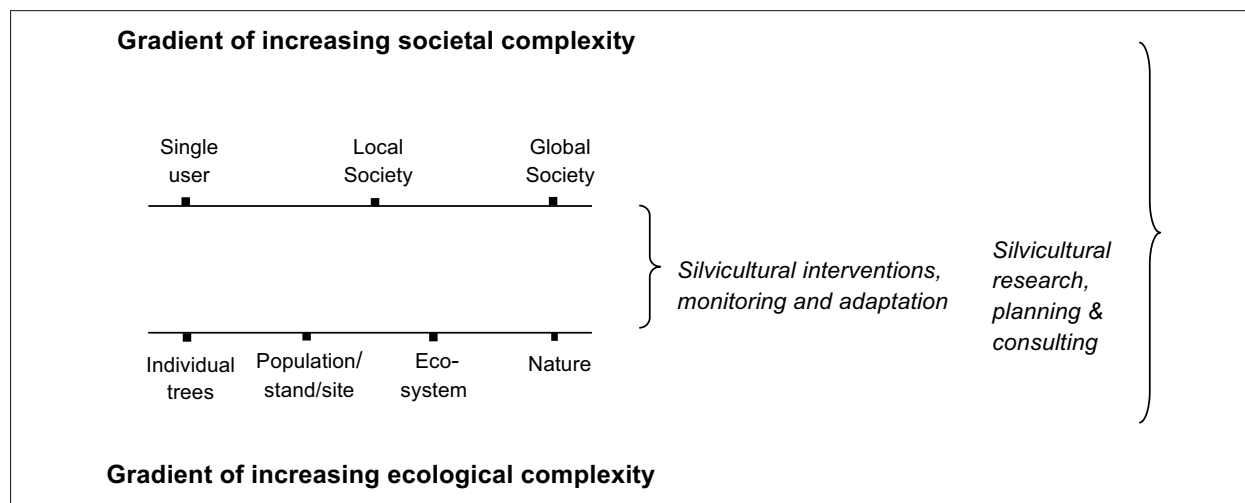 Gradient of increasing societal complexity
Single
user
Local
Society
Global
Society
Silvicultural interventions,
monitoring and adaptation
Silvicultural
research,
planning &
consulting
Individual
trees
Population/
stand/site
Eco-
system
Nature
Gradient of increasing ecological complexity